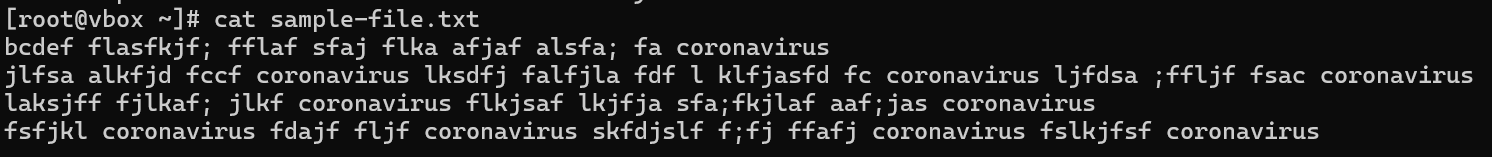 [root@vbox ~]# cat sample-file.txt
bcdef flasfkjf; fflaf sfaj flka afjaf alsfa; fa coronavirus
jlfsa alkfjd fccf coronavirus lksdfj falfjla fdf l klfjasfd fc coronavirus ljfdsa ;ffljf fsac coronavirus
laksjff fjlkaf; jlkf coronavirus flkjsaf lkjfja sfa;fkjlaf aaf;jas coronavirus
fsfjkl coronavirus fdajf fljf coronavirus skfdjslf f;fj ffafj coronavirus fslkjfsf coronavirus